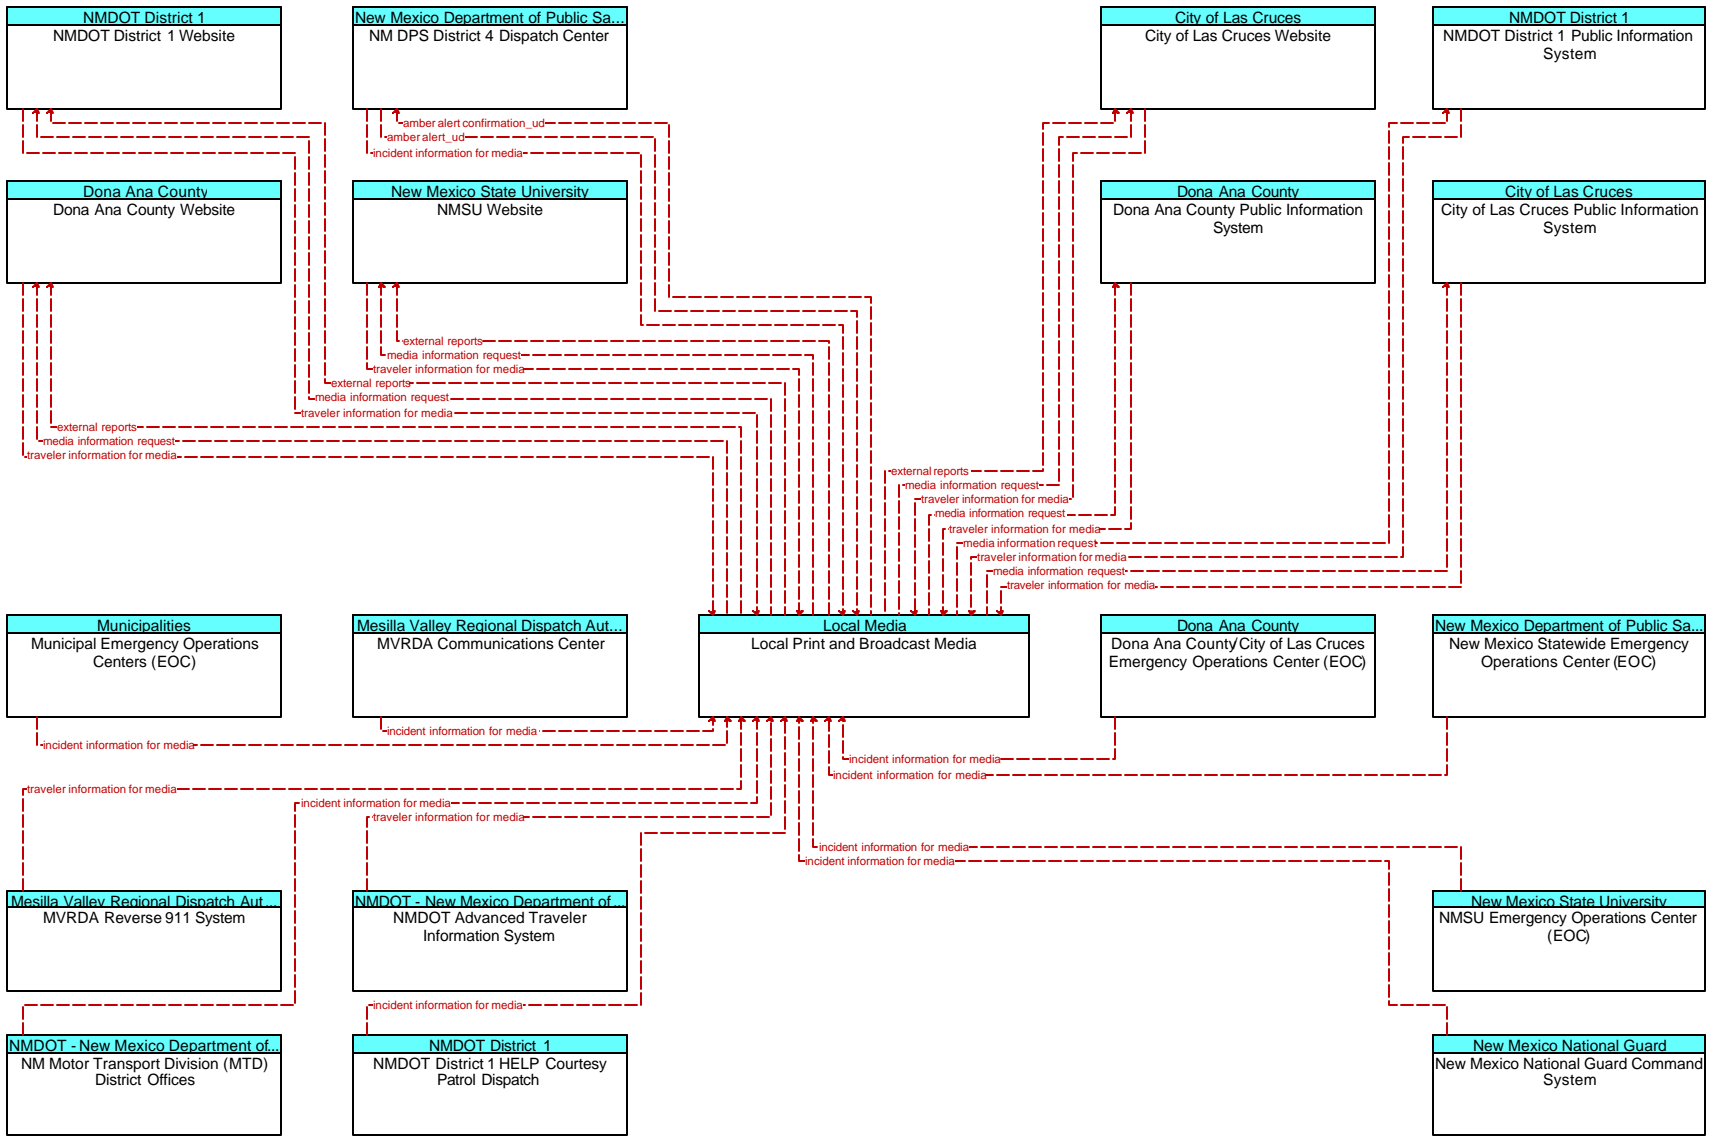 NMDOT District 1
NMDOT District 1 Website
New Mexico Department of Public Sa...
NM DPS District 4 Dispatch Center
City of Las Cruces
City of Las Cruces Website
NMDOT District 1
NMDOT District 1 Public Information
System
amber alert confirmation_ud
amber alert_ud
incident information for media
Dona Ana County
Dona Ana County Website
New Mexico State University
NMSU Website
Dona Ana County
Dona Ana County Public Information
System
City of Las Cruces
City of Las Cruces Public Information
System
external reports
media information request
traveler information for media
external reports
media information request
traveler information for media
external reports
media information request
traveler information for media
external reports
media information request
traveler information for media
media information request
traveler information for media
media information request
traveler information for media
media information request
traveler information for media
Municipalities
Municipal Emergency Operations
Centers (EOC)
Mesilla Valley Regional Dispatch Aut...
MVRDA Communications Center
Local Media
Local Print and Broadcast Media
Dona Ana County
Dona Ana County/City of Las Cruces
Emergency Operations Center (EOC)
New Mexico Department of Public Sa...
New Mexico Statewide Emergency
Operations Center (EOC)
incident information for media
incident information for media
incident information for media
incident information for media
traveler information for media
incident information for media
traveler information for media
incident information for media
incident information for media
Mesilla Valley Regional Dispatch Aut...
MVRDA Reverse 911 System
NMDOT - New Mexico Department of...
NMDOT Advanced Traveler
Information System
New Mexico State University
NMSU Emergency Operations Center
(EOC)
incident information for media
NMDOT - New Mexico Department of...
NM Motor Transport Division (MTD)
District Offices
NMDOT District 1
NMDOT District 1 HELP Courtesy
Patrol Dispatch
New Mexico National Guard
New Mexico National Guard Command
System